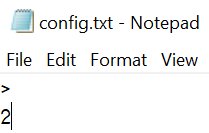 config.txt - Notepad
File Edit Format View
>
2